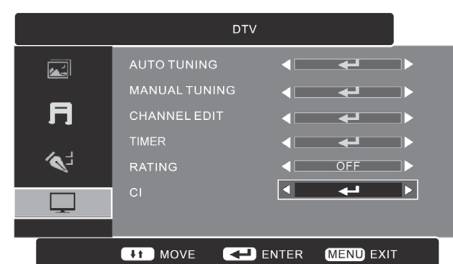 DTV
AUTO TUNING
MANUAL TUNING
CHANNEL EDIT
TIMER
RATING OFF
CI
MOVE ENTER MENU EXIT